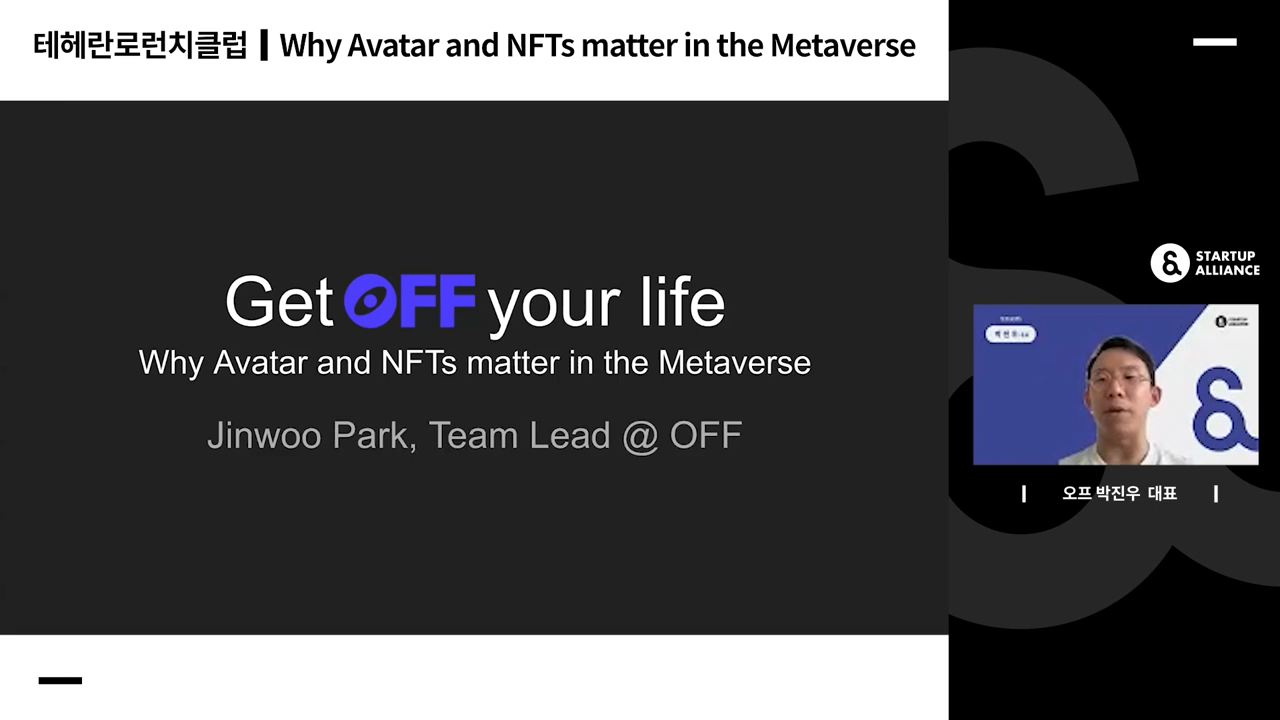 테헤란로런치클럽 | Why Avatar and NFTs matter in the Metaverse
Get OFF your life
Why Avatar and NFTs matter in the Metaverse
Jinwoo Park, Team Lead @ OFF
STARTUP
ALLIANCE
오프 박진우 대표